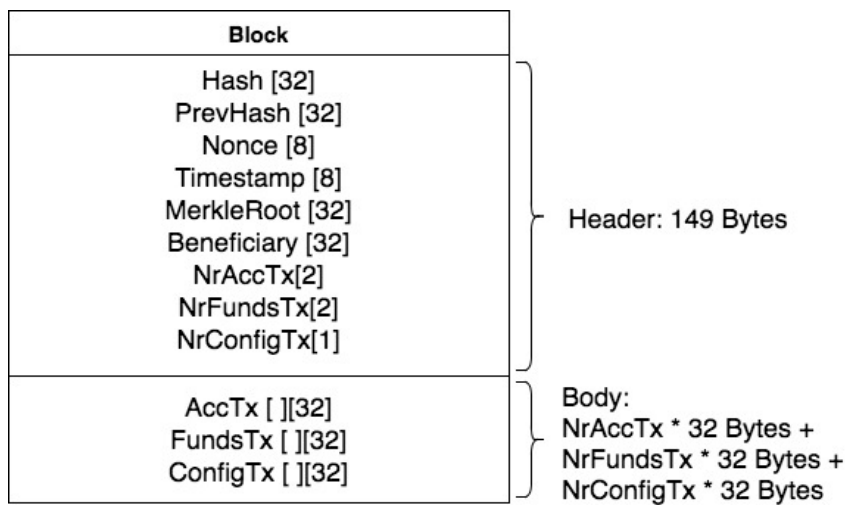 Block
Hash [32]
PrevHash [32]
Nonce [8]
Timestamp [8]
MerkleRoot [32]
Beneficiary [32]
NrAccTx[2]
NrFundsTx[2]
NrConfigTx[1]
Header: 149 Bytes
AccTx [ ][32]
FundsTx [ ][32]
ConfigTx [ ][32]
Body:
NrAccTx * 32 Bytes +
NrFundsTx * 32 Bytes +
NrConfigTx * 32 Bytes